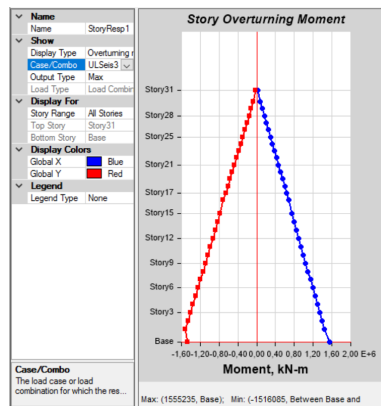 Name
Name StoryResp1
Show
Display Type Overturning
Case/Combo ULSeis3
Output Type Max
Load Type Load Combin
Display For
Story Range All Stories
Top Story Story31
Bottom Story Base
Display Colors
Global X Blue
Global Y Red
Legend
Legend Type None
Case/Combo
The load case or load
combination for which the res...
Story Overturning Moment
Story31
Story28
Story25
Story21
Story17
Story15
Story12
Story9
Story6
Story3
Base
-1,60 -1,20 -0,80 -0,40 0,00 0,40 0,80 1,20 1,60 2,00 E+6
Moment, kN-m
Max: (1555235, Base); Min: (-1516085, Between Base and